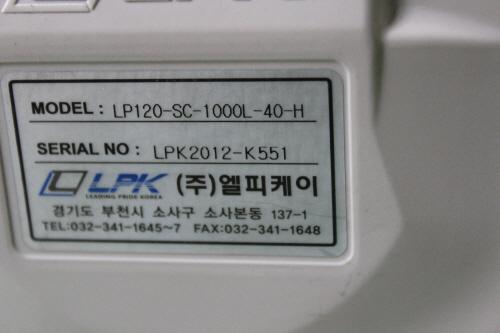 MODEL : LP120-SC-1000L-40-H
SERIAL NO : LPK2012-K551
LPK (주)엘피케이
LEADING PRIDE KOREA
경기도 부천시 소사구 소사본동 137-1
TEL:032-341-1645~7 FAX:032-341-1648